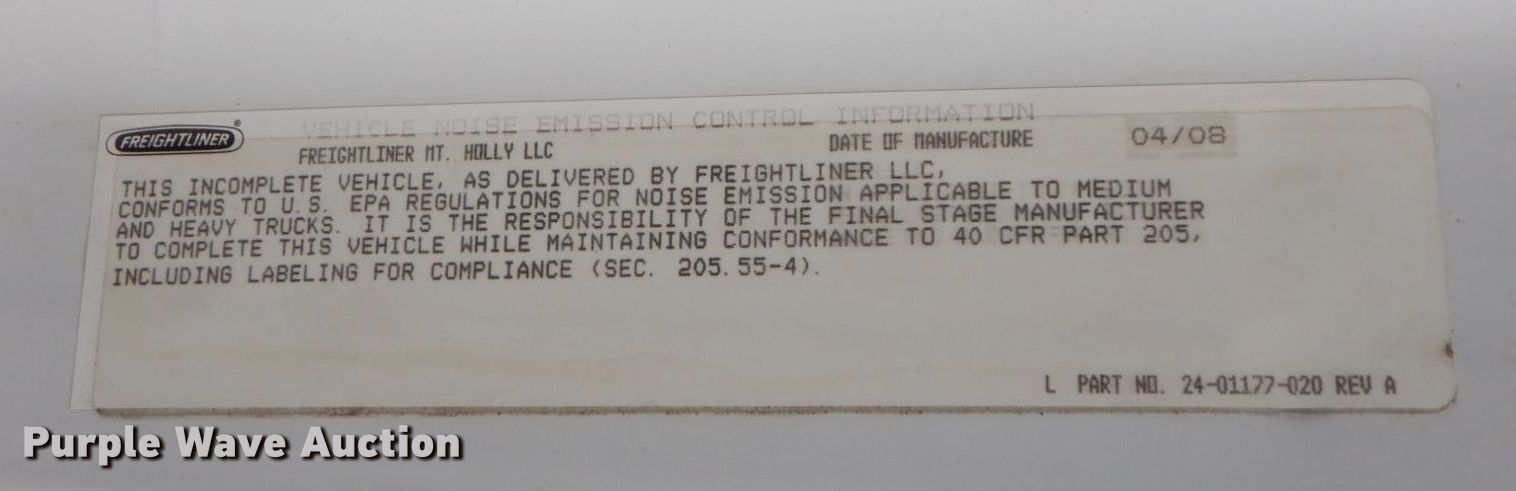 FREIGHTLINER®
VEHICLE NOISE EMISSION CONTROL INFORMATION
FREIGHTLINER MT. HOLLY LLC DATE OF MANUFACTURE 04/08
THIS INCOMPLETE VEHICLE, AS DELIVERED BY FREIGHTLINER LLC,
CONFORMS TO U.S. EPA REGULATIONS FOR NOISE EMISSION APPLICABLE TO MEDIUM
AND HEAVY TRUCKS. IT IS THE RESPONSIBILITY OF THE FINAL STAGE MANUFACTURER
TO COMPLETE THIS VEHICLE WHILE MAINTAINING CONFORMANCE TO 40 CFR PART 205,
INCLUDING LABELING FOR COMPLIANCE (SEC. 205.55-4).
L PART NO. 24-01177-020 REV A
Purple Wave Auction